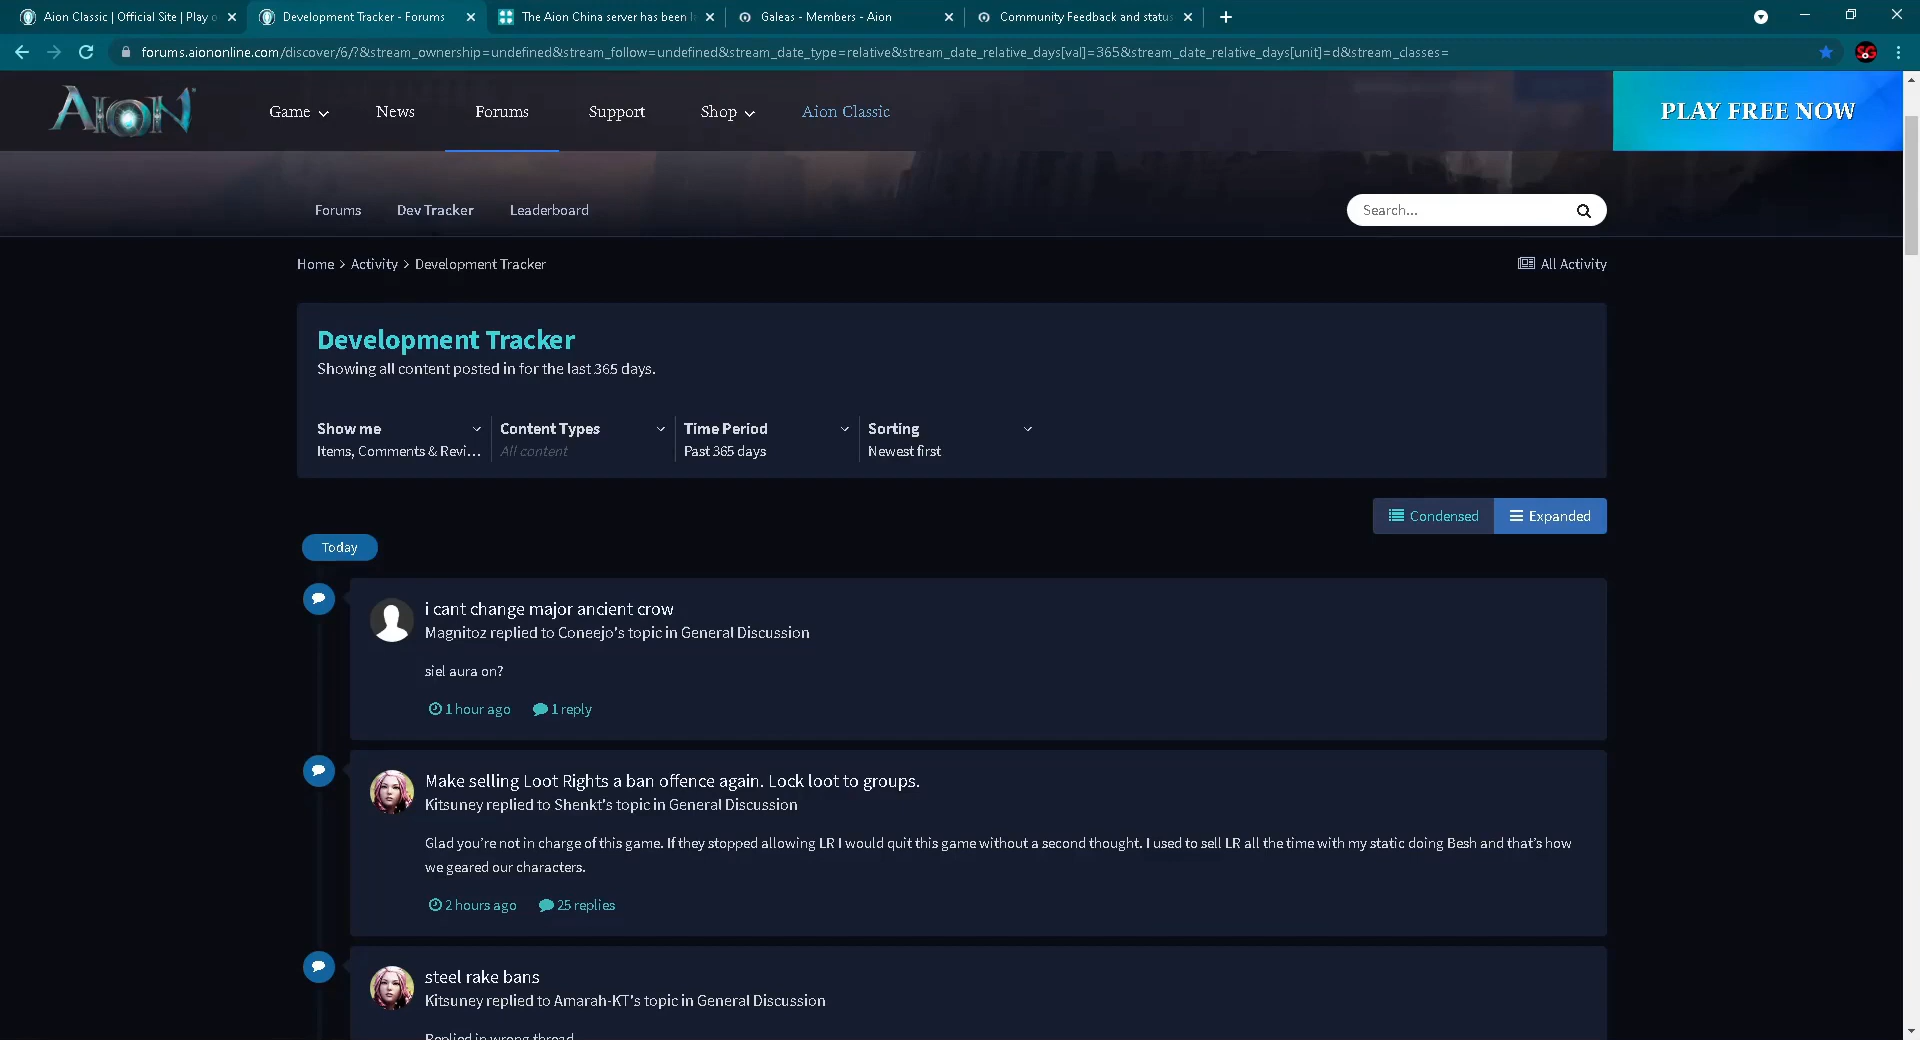 Aion Classic | Official Site | Play o
Development Tracker - Forums
The Aion China server has been l
Galeas - Members - Aion
Community Feedback and status
forums.aiononline.com/discover/6/?&stream_ownership=undefined&stream_follow=undefined&stream_date_type=relative&stream_date_relative_days[val]=365&stream_date_relative_days[unit]=d&stream_classes=
SG
AION
Game
News
Forums
Support
Shop
Aion Classic
PLAY FREE NOW
Forums
Dev Tracker
Leaderboard
Search...
Home > Activity > Development Tracker
All Activity
Development Tracker
Showing all content posted in for the last 365 days.
Show me
Items, Comments & Revi...
Content Types
All content
Time Period
Past 365 days
Sorting
Newest first
Condensed
Expanded
Today
i cant change major ancient crow
Magnitoz replied to Coneejo's topic in General Discussion
siel aura on?
1 hour ago
1 reply
Make selling Loot Rights a ban offence again. Lock loot to groups.
Kitsuney replied to Shenkt's topic in General Discussion
Glad you're not in charge of this game. If they stopped allowing LR I would quit this game without a second thought. I used to sell LR all the time with my static doing Besh and that's how
we geared our characters.
2 hours ago
25 replies
steel rake bans
Kitsuney replied to Amarah-KT's topic in General Discussion
Replied in wrong thread